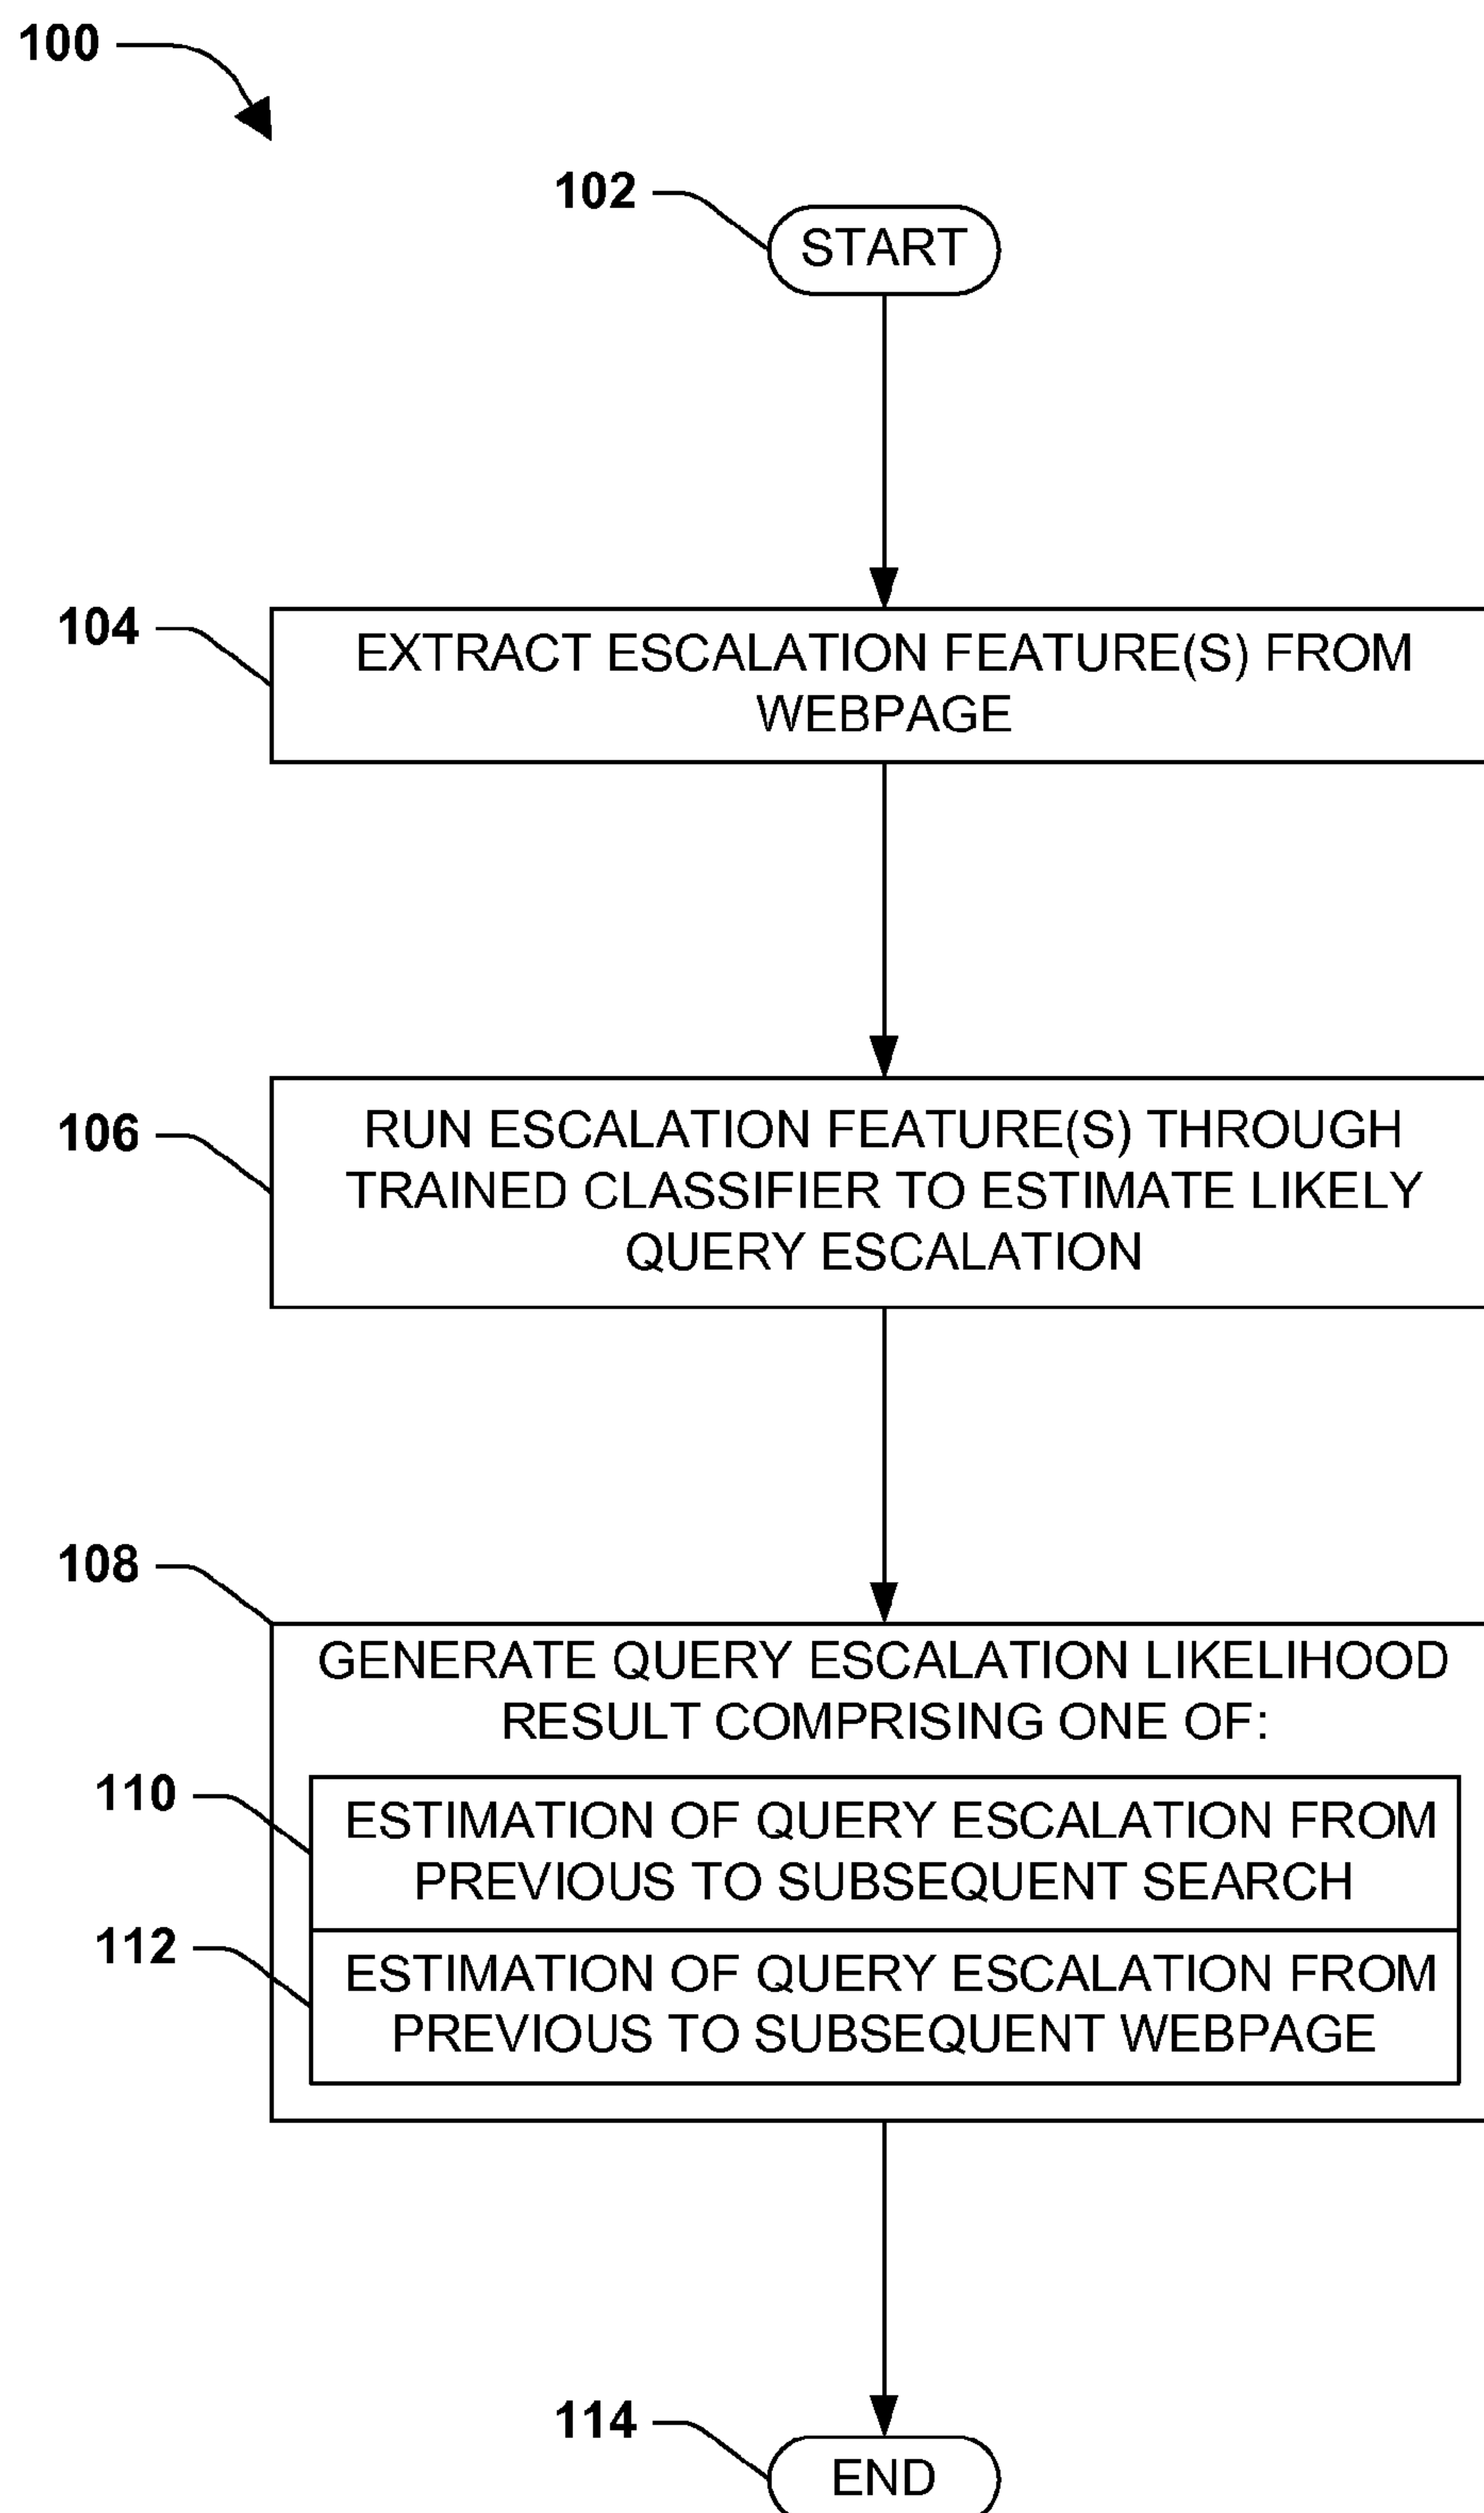 100
102
START
104
EXTRACT ESCALATION FEATURE(S) FROM
WEBPAGE
106
RUN ESCALATION FEATURE(S) THROUGH
TRAINED CLASSIFIER TO ESTIMATE LIKELY
QUERY ESCALATION
108
GENERATE QUERY ESCALATION LIKELIHOOD
RESULT COMPRISING ONE OF:
110
ESTIMATION OF QUERY ESCALATION FROM
PREVIOUS TO SUBSEQUENT SEARCH
112
ESTIMATION OF QUERY ESCALATION FROM
PREVIOUS TO SUBSEQUENT WEBPAGE
114
END